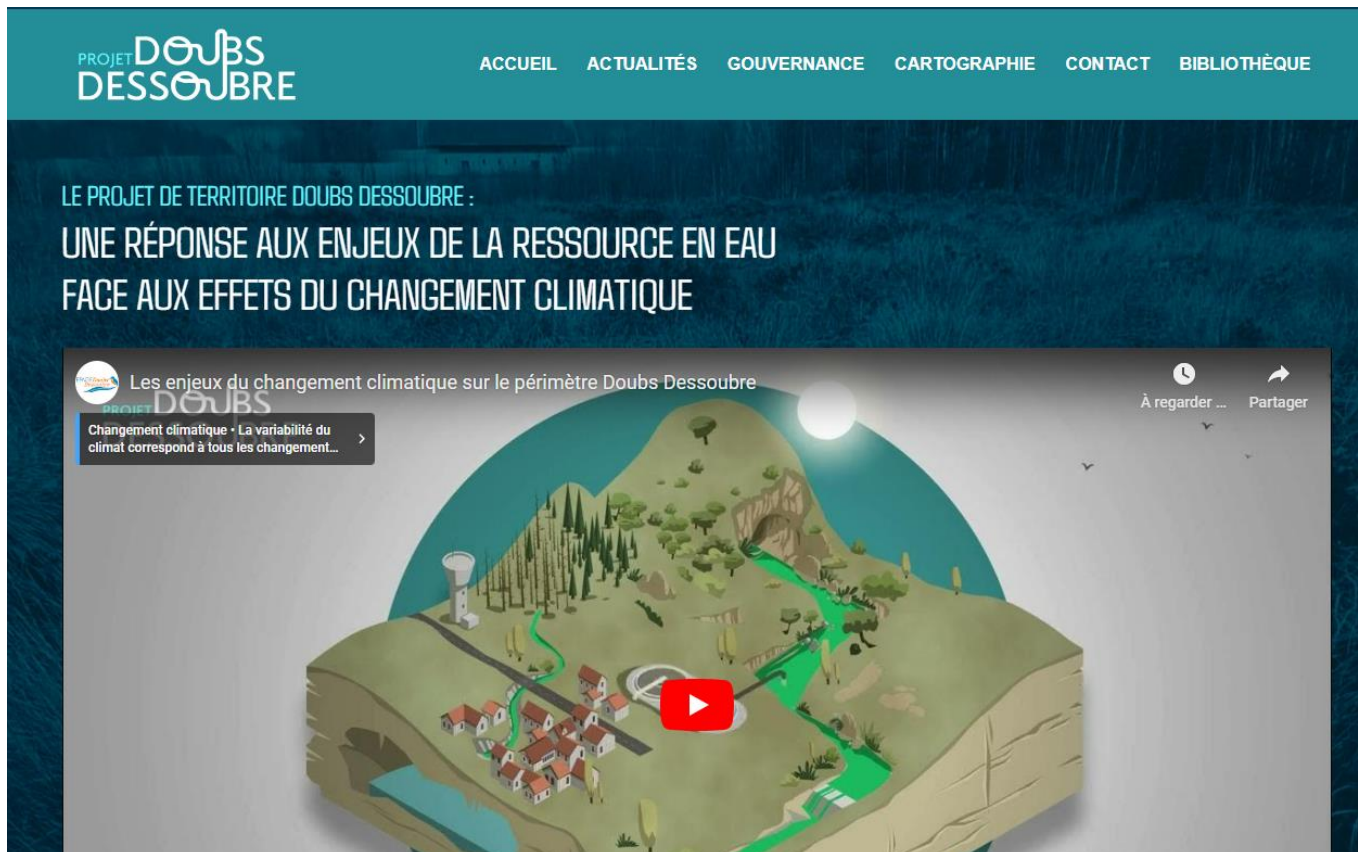 PROJET DOUBS
DESSOUBRE
ACCUEIL ACTUALITÉS GOUVERNANCE CARTOGRAPHIE CONTACT BIBLIOTHÈQUE
LE PROJET DE TERRITOIRE DOUBS DESSOUBRE :
UNE RÉPONSE AUX ENJEUX DE LA RESSOURCE EN EAU
FACE AUX EFFETS DU CHANGEMENT CLIMATIQUE
Les enjeux du changement climatique sur le périmètre Doubs Dessoubre
À regarder ... Partager
PROJET DOUBS
DESSOUBRE
Changement climatique • La variabilité du
climat correspond à tous les changement...